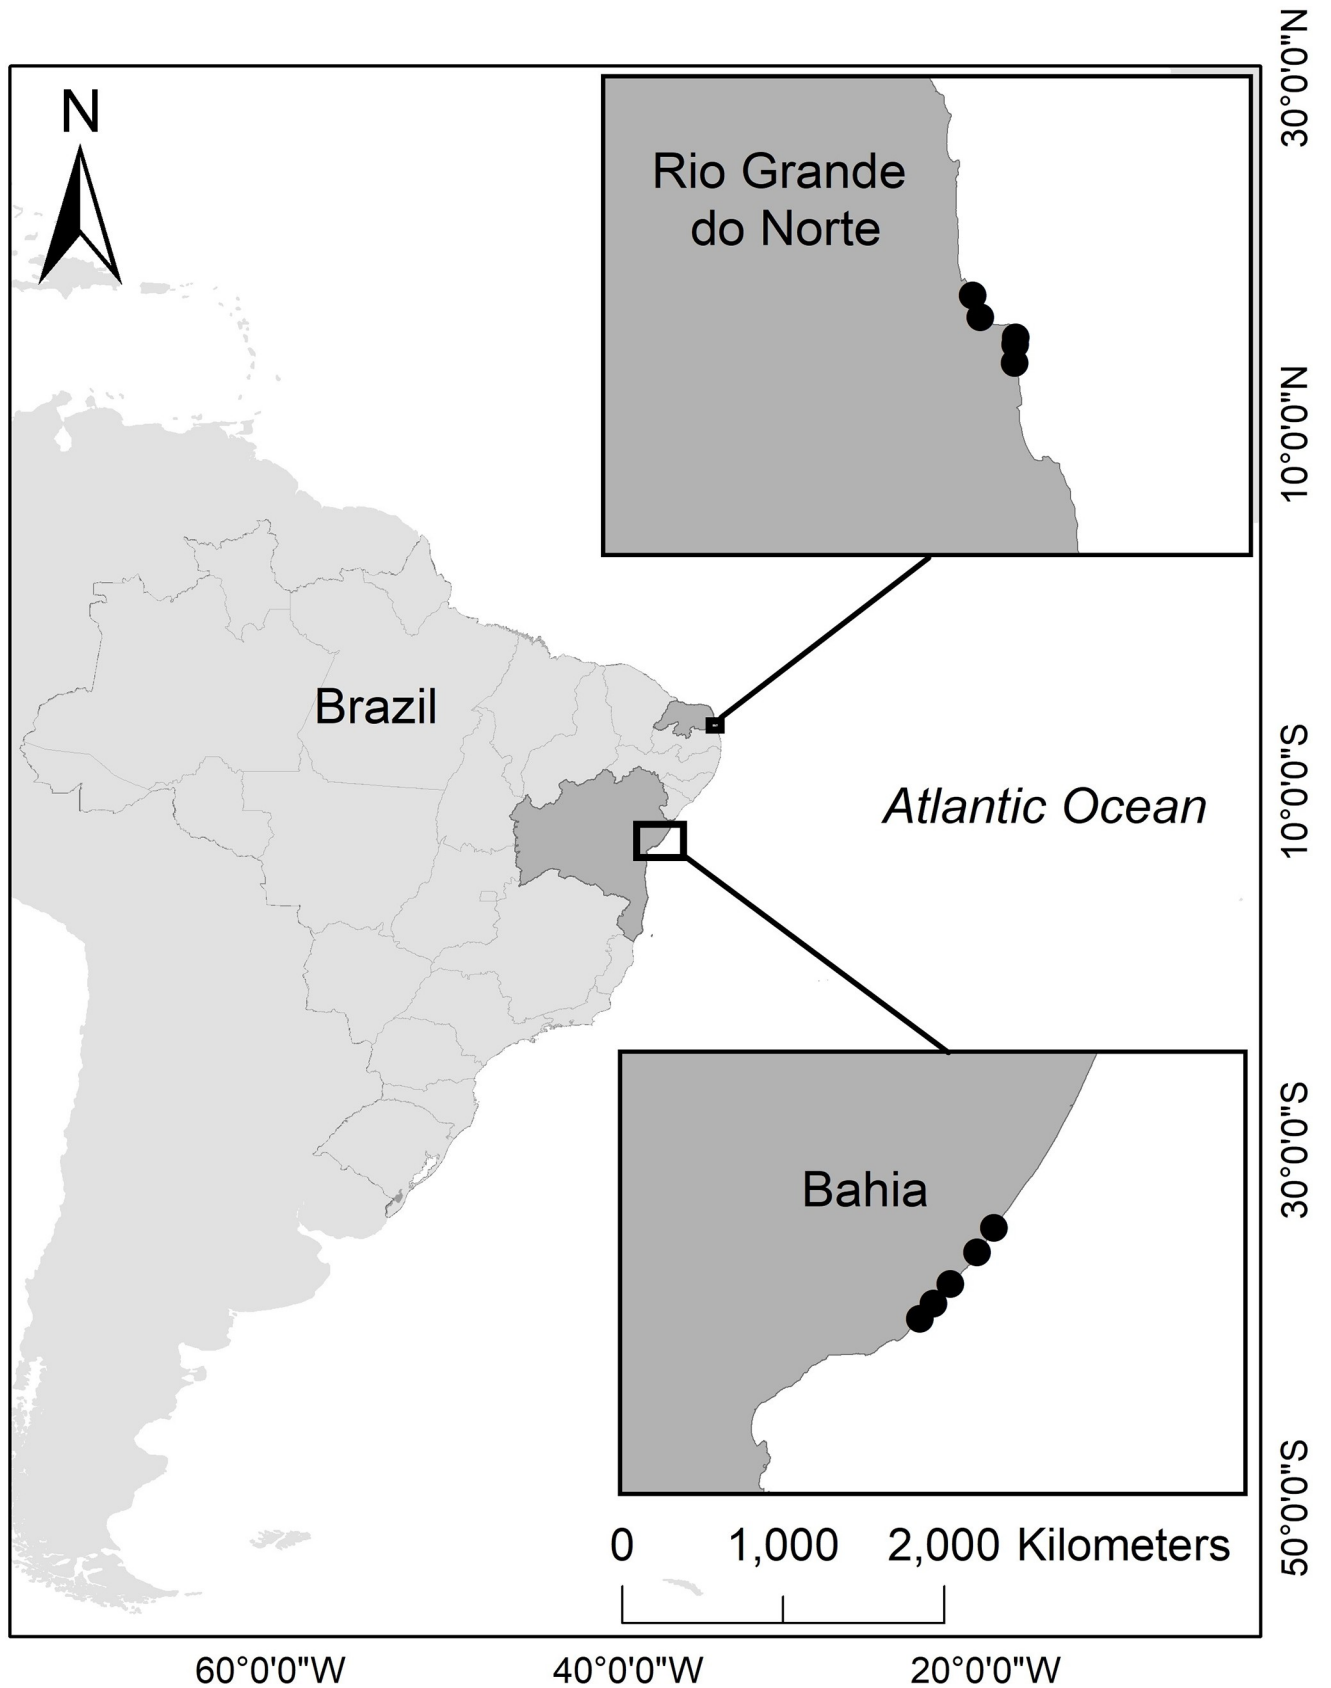 N
Rio Grande
do Norte
Brazil
Atlantic Ocean
Bahia
0 1,000 2,000 Kilometers
30°0'0"N
10°0'0"N
10°0'0"S
30°0'0"S
50°0'0"S
60°0'0"W 40°0'0"W 20°0'0"W